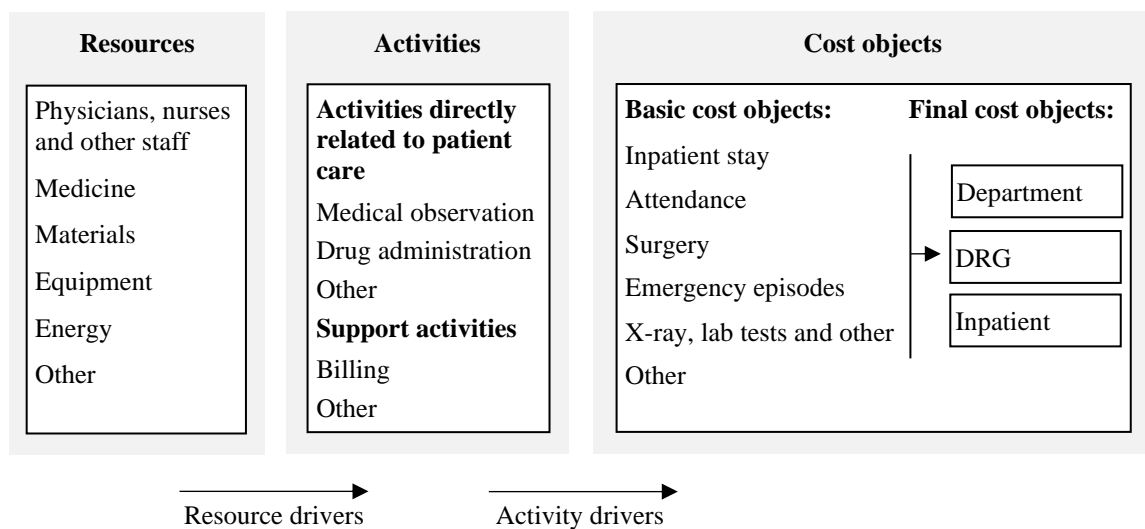 Resources
Physicians, nurses
and other staff
Medicine
Materials
Equipment
Energy
Other
Activities
Activities directly
related to patient
care
Medical observation
Drug administration
Other
Support activities
Billing
Other
Cost objects
Basic cost objects:
Inpatient stay
Attendance
Surgery
Emergency episodes
X-ray, lab tests and other
Other
Final cost objects:
Department
DRG
Inpatient
Resource drivers
Activity drivers